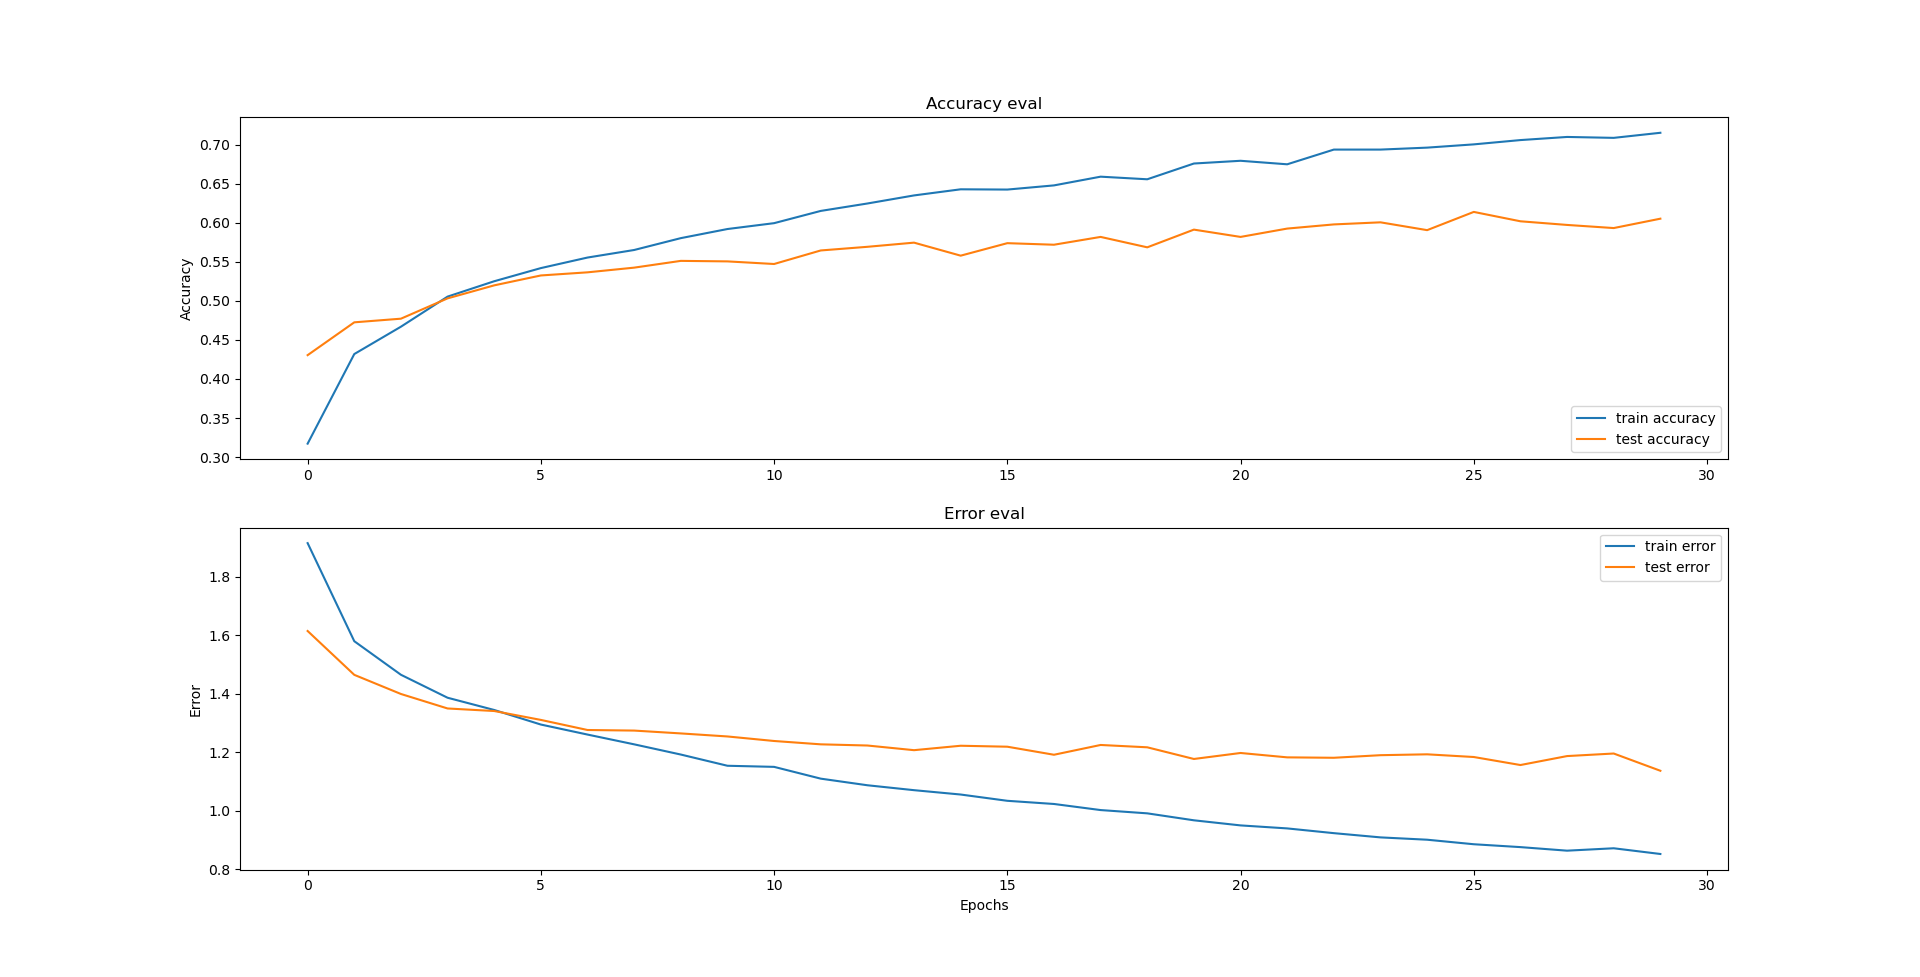 Accuracy eval
Accuracy
0.70
0.65
0.60
0.55
0.50
0.45
0.40
0.35
0.30
train accuracy
test accuracy
0 5 10 15 20 25 30
Error eval
Error
1.8
1.6
1.4
1.2
1.0
0.8
train error
test error
0 5 10 15 20 25 30
Epochs